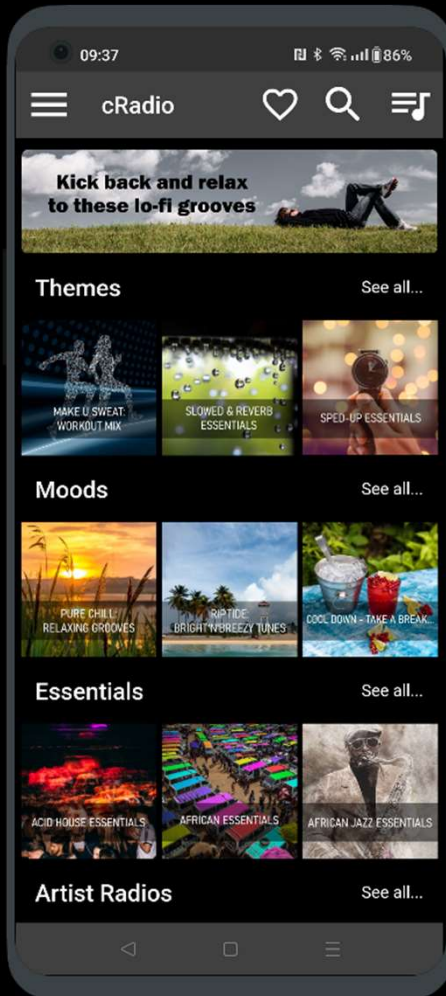 09:37
86%
cRadio
Kick back and relax
to these lo-fi grooves
Themes
See all...
MAKE U SWEAT:
WORKOUT MIX
SLOWED & REVERB
ESSENTIALS
SPED-UP ESSENTIALS
Moods
See all...
PURE CHILL:
RELAXING GROOVES
RIPTIDE:
BRIGHT'N'BREEZY TUNES
COOL DOWN - TAKE A BREAK...
Essentials
See all...
ACID HOUSE ESSENTIALS
AFRICAN ESSENTIALS
AFRICAN JAZZ ESSENTIALS
Artist Radios
See all...